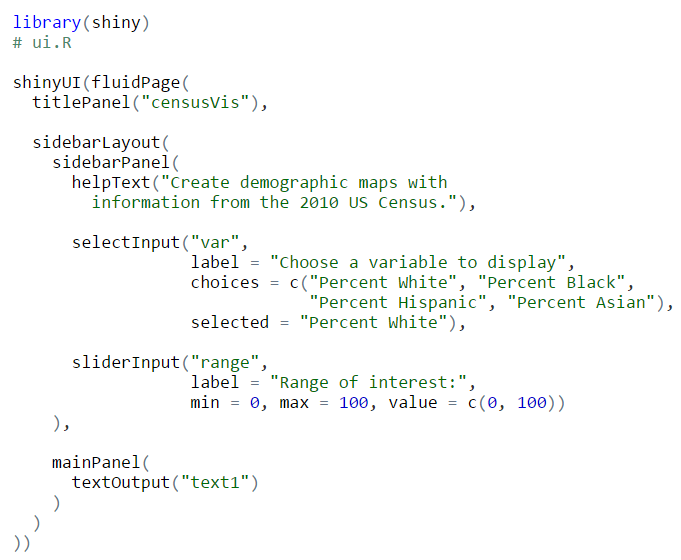 library(shiny)
# ui.R
shinyUI(fluidPage(
  titlePanel("censusVis"),
  sidebarLayout(
    sidebarPanel(
      helpText("Create demographic maps with
        information from the 2010 US Census."),
      selectInput("var",
                  label = "Choose a variable to display",
                  choices = c("Percent White", "Percent Black",
                              "Percent Hispanic", "Percent Asian"),
                  selected = "Percent White"),
      sliderInput("range",
                  label = "Range of interest:",
                  min = 0, max = 100, value = c(0, 100))
    ),
    mainPanel(
      textOutput("text1")
    )
  )
))